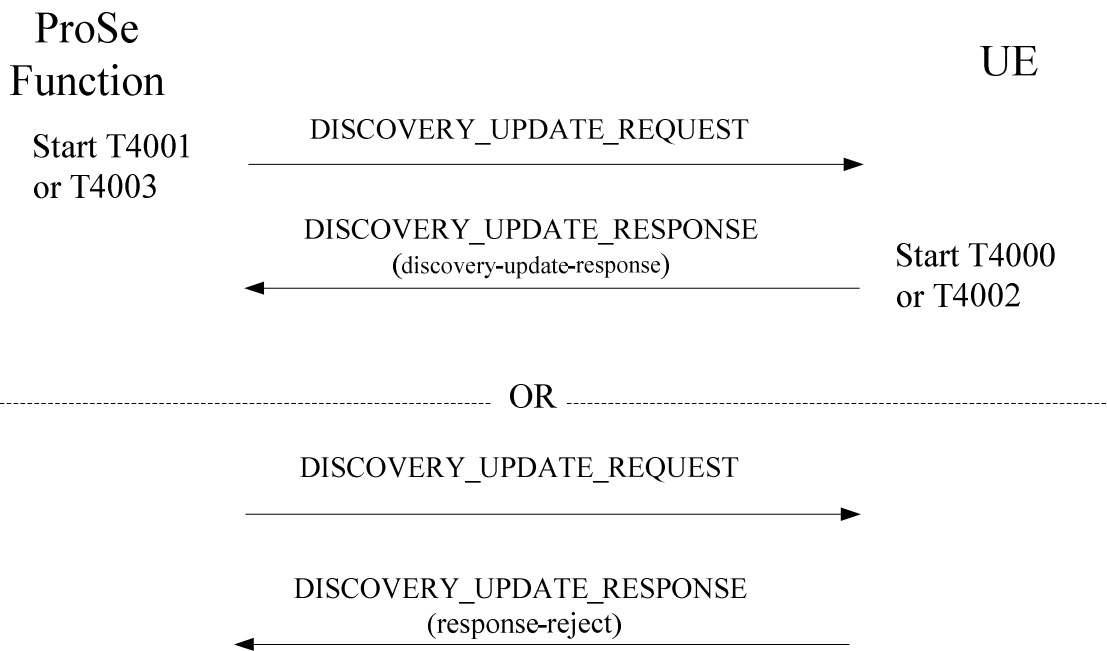 ProSe
Function
UE
Start T4001
or T4003
DISCOVERY_UPDATE_REQUEST
DISCOVERY_UPDATE_RESPONSE
(discovery-update-response)
Start T4000
or T4002
OR
DISCOVERY_UPDATE_REQUEST
DISCOVERY_UPDATE_RESPONSE
(response-reject)